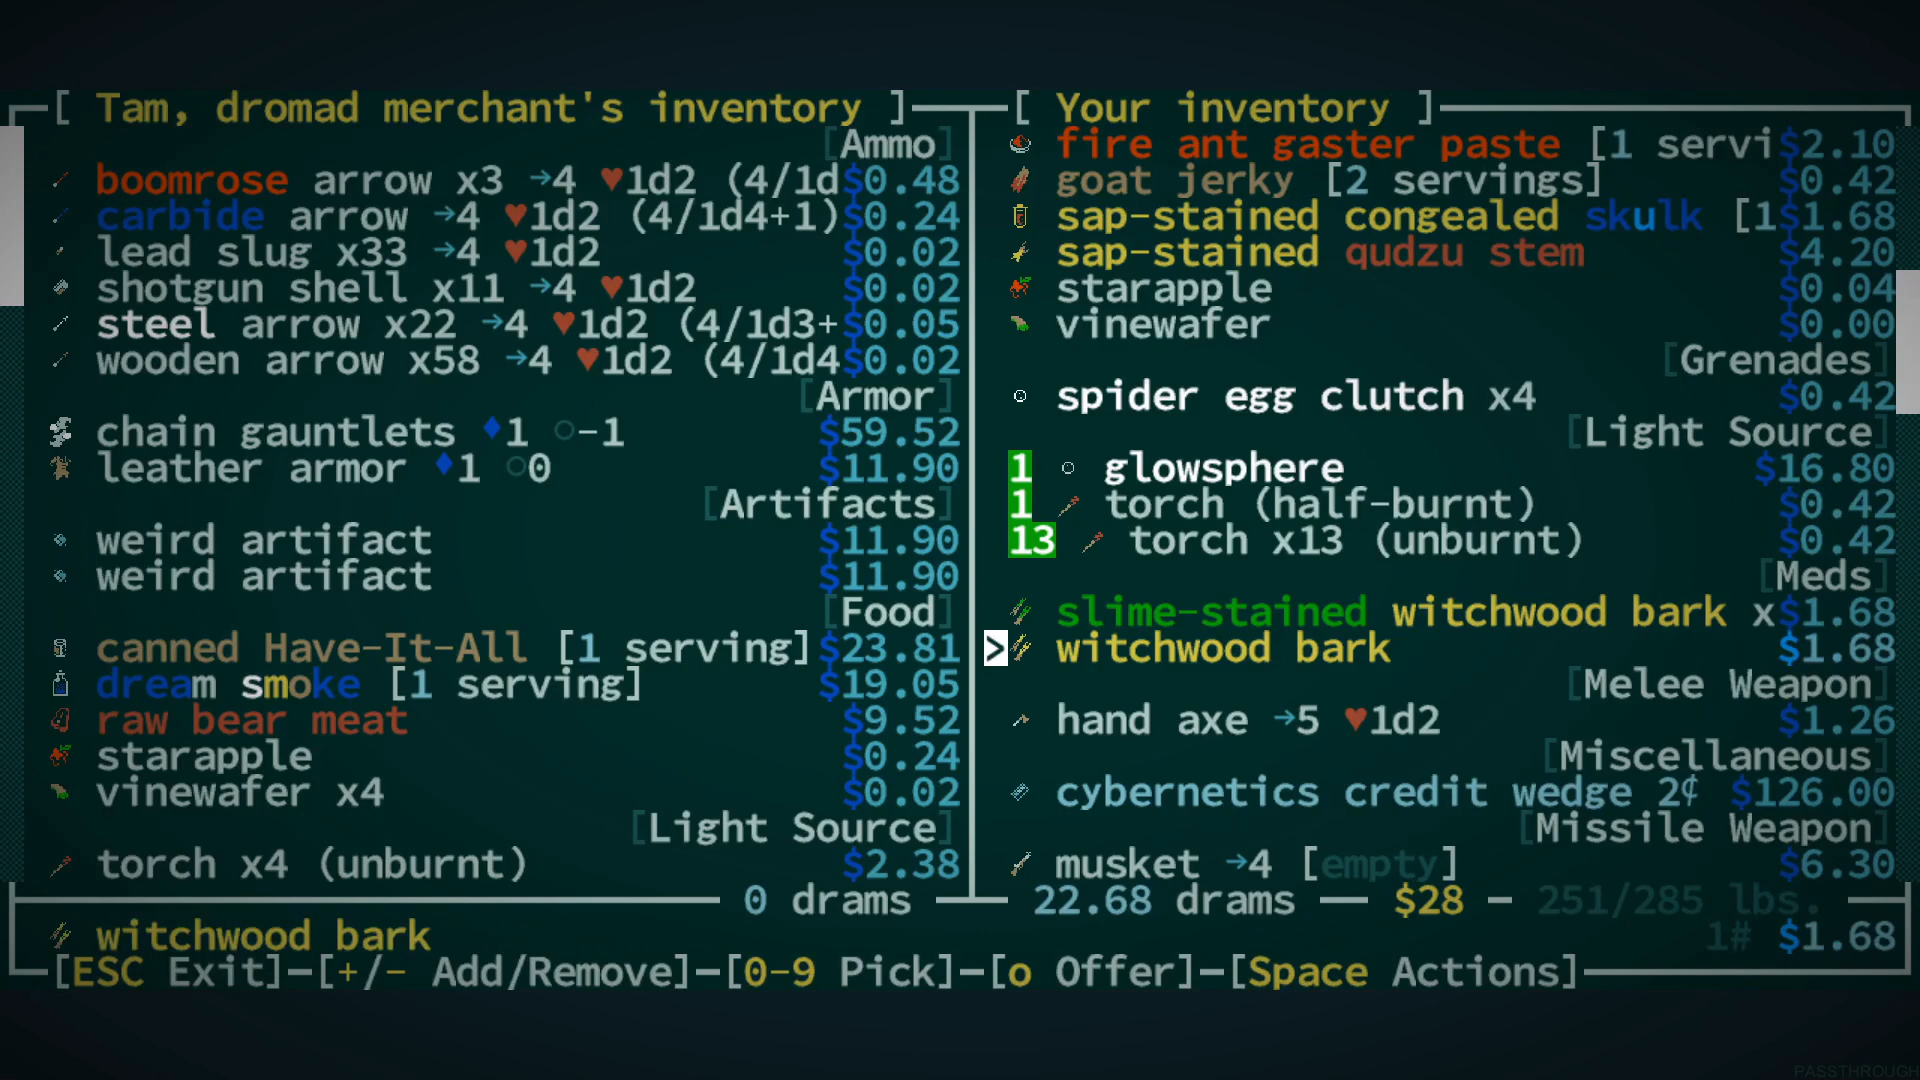 [ Tam, dromad merchant's inventory ]
[Ammo]
boomrose arrow x3 →4 ♥1d2 (4/1d $0.48
carbide arrow →4 ♥1d2 (4/1d4+1) $0.24
lead slug x33 →4 ♥1d2 $0.02
shotgun shell x11 →4 ♥1d2 $0.02
steel arrow x22 →4 ♥1d2 (4/1d3+ $0.05
wooden arrow x58 →4 ♥1d2 (4/1d4 $0.02
[Armor]
chain gauntlets ♦1 ○-1 $59.52
leather armor ♦1 ○0 $11.90
[Artifacts]
weird artifact $11.90
weird artifact $11.90
[Food]
canned Have-It-All [1 serving] $23.81
dream smoke [1 serving] $19.05
raw bear meat $9.52
starapple $0.24
vinewafer x4 $0.02
[Light Source]
torch x4 (unburnt) $2.38
0 drams
[ Your inventory ]
fire ant gaster paste [1 servi $2.10
goat jerky [2 servings] $0.42
sap-stained congealed skulk [1 $1.68
sap-stained qudzu stem $4.20
starapple $0.04
vinewafer $0.00
[Grenades]
spider egg clutch x4 $0.42
[Light Source]
1 glowsphere $16.80
1 torch (half-burnt) $0.42
13 torch x13 (unburnt) $0.42
[Meds]
slime-stained witchwood bark x $1.68
> witchwood bark $1.68
[Melee Weapon]
hand axe →5 ♥1d2 $1.26
[Miscellaneous]
cybernetics credit wedge 2¢ $126.00
[Missile Weapon]
musket →4 [empty] $6.30
22.68 drams — $28 — 251/285 lbs.
witchwood bark 1# $1.68
[ESC Exit]-[+/- Add/Remove]-[0-9 Pick]-[o Offer]-[Space Actions]
PASSTHROUGH